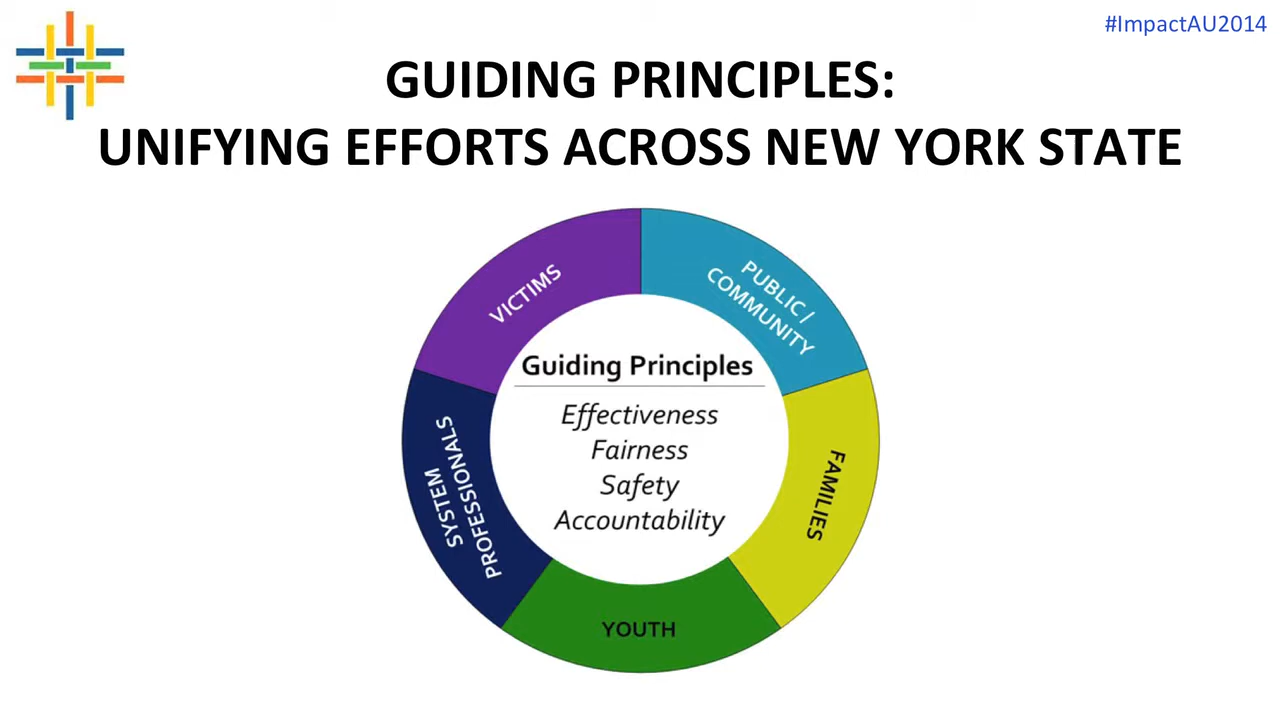 #ImpactAU2014
GUIDING PRINCIPLES:
UNIFYING EFFORTS ACROSS NEW YORK STATE
VICTIMS
PUBLIC/
COMMUNITY
Guiding Principles
Effectiveness
Fairness
Safety
Accountability
SYSTEM
PROFESSIONALS
FAMILIES
YOUTH